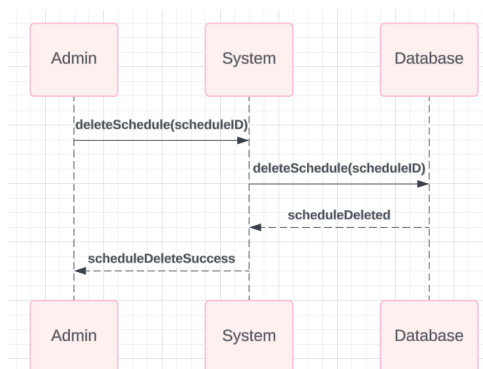 Admin
System
Database
deleteSchedule(scheduleID)
deleteSchedule(scheduleID)
scheduleDeleted
scheduleDeleteSuccess
Admin
System
Database